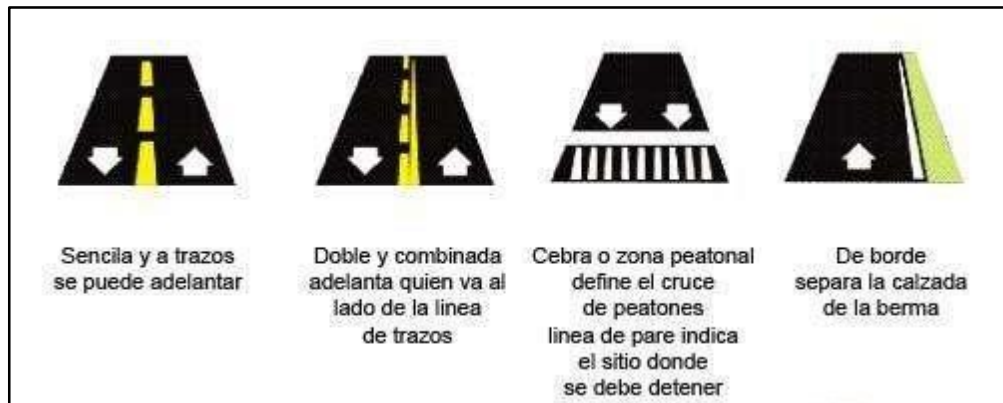 Sencila y a trazos
se puede adelantar
Doble y combinada
adelanta quien va al
lado de la linea
de trazos
Cebra o zona peatonal
define el cruce
de peatones
linea de pare indica
el sitio donde
se debe detener
De borde
separa la calzada
de la berma